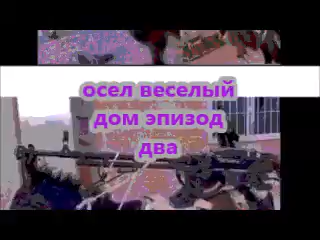 осел веселый
дом эпизод
два